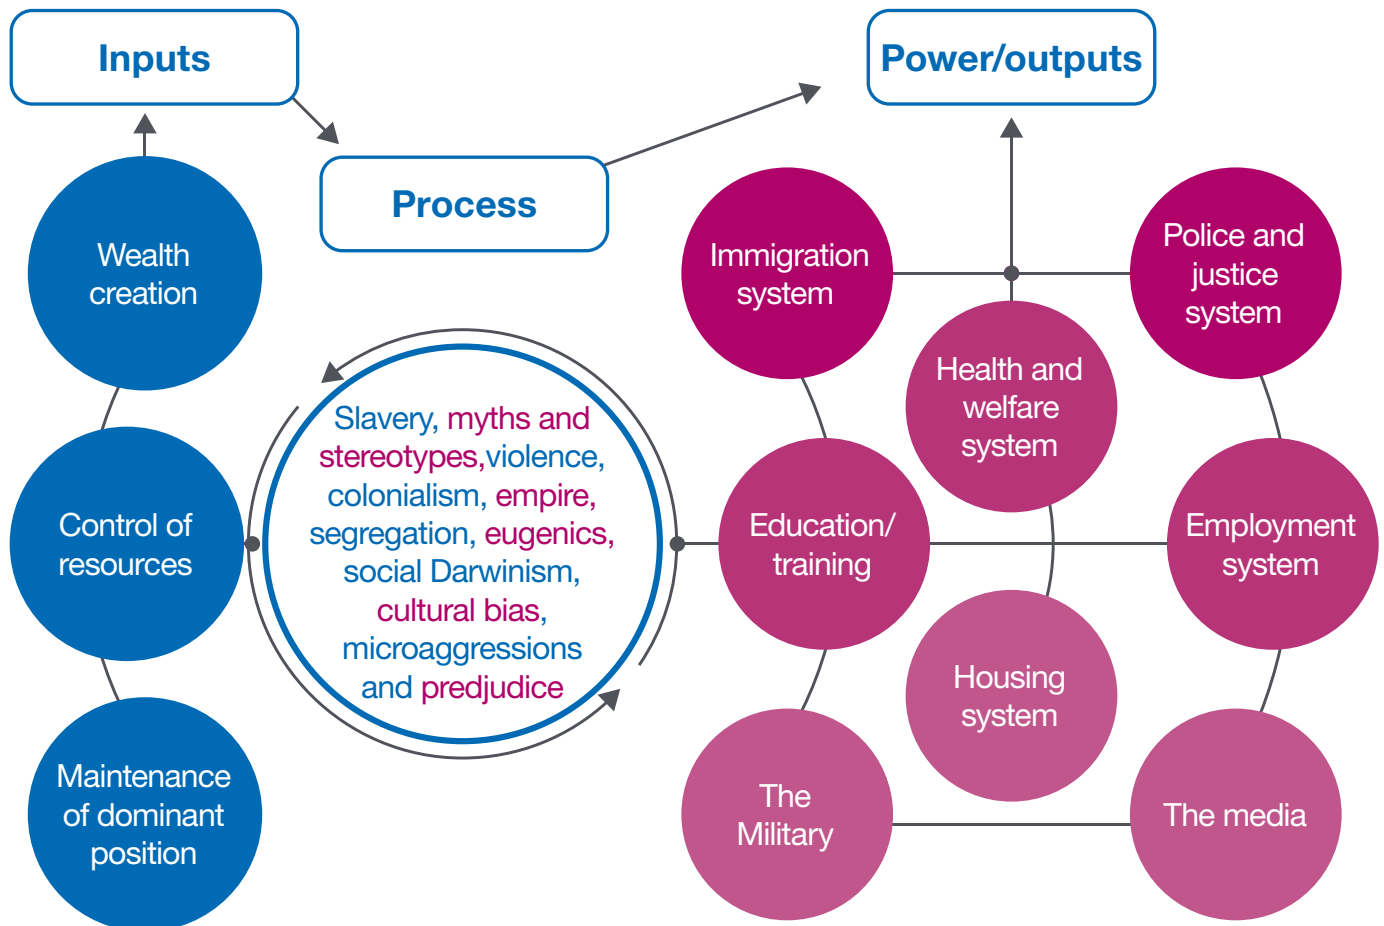 Inputs
Process
Power/outputs
Wealth
creation
Control of
resources
Maintenance
of dominant
position
Slavery, myths and
stereotypes,violence,
colonialism, empire,
segregation, eugenics,
social Darwinism,
cultural bias,
microaggressions
and predjudice
Immigration
system
Police and
justice
system
Health and
welfare
system
Education/
training
Employment
system
Housing
system
The
Military
The media